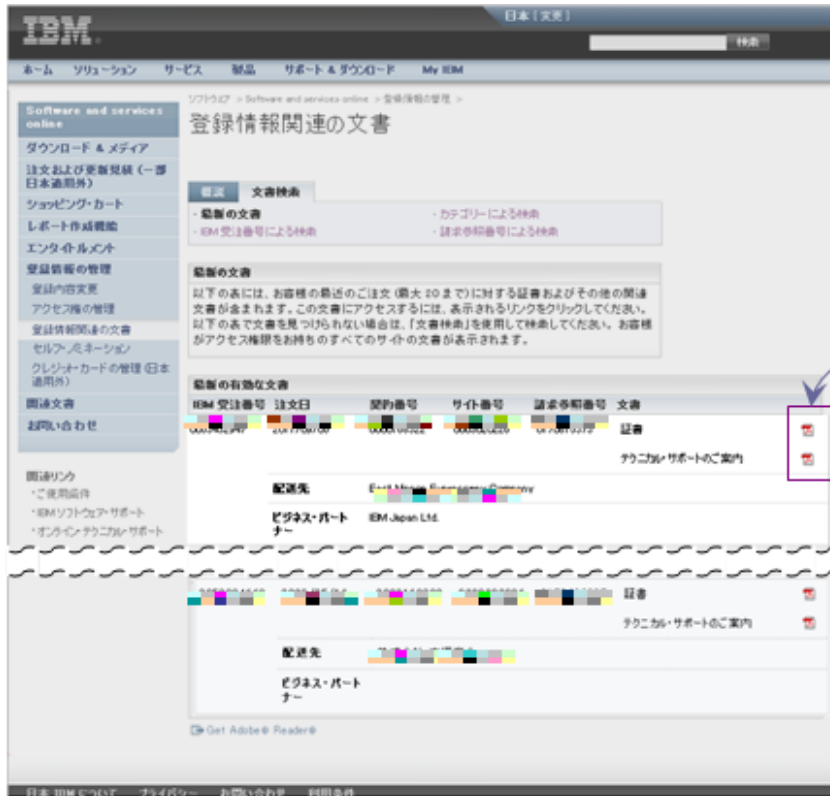 日本 [ 変更 ]
IBM.
検索
ホーム ソリューション サービス 製品 サポート & ダウンロード My IBM
Software and services online
ダウンロード & メディア
注文および更新見積 (一部日本適用外)
ショッピング・カート
レポート作成機能
エンタイトルメント
登録情報の管理
登録内容変更
アクセス権の管理
登録情報関連の文書
セルフ・ノミネーション
クレジット・カードの管理 (日本適用外)
関連文書
お問い合わせ
関連リンク
・ご使用条件
・IBM ソフトウェア・サポート
・オンライン・テクニカル・サポート
ソフトウェア > Software and services online > 登録情報の管理 >
登録情報関連の文書
概説 文書検索
· 最新の文書 · カテゴリーによる検索
· IBM 受注番号による検索 · 請求参照番号による検索
最新の文書
以下の表には、お客様の最近のご注文 (最大 20 まで)に対する証書およびその他の関連
文書が含まれます。この文書にアクセスするには、表示されるリンクをクリックしてください。
以下の表で文書を見つけられない場合は、「文書検索」を使用して検索してください。お客様
がアクセス権限をお持ちのすべてのサイトの文書が表示されます。
最新の有効な文書
IBM 受注番号 注文日 契約番号 サイト番号 請求参照番号 文書
証書
テクニカル・サポートのご案内
配送先
ビジネス・パートナー IBM Japan Ltd.
証書
テクニカル・サポートのご案内
配送先
ビジネス・パートナー
Get Adobe® Reader®
日本 IBM について プライバシー お問い合わせ 利用条件